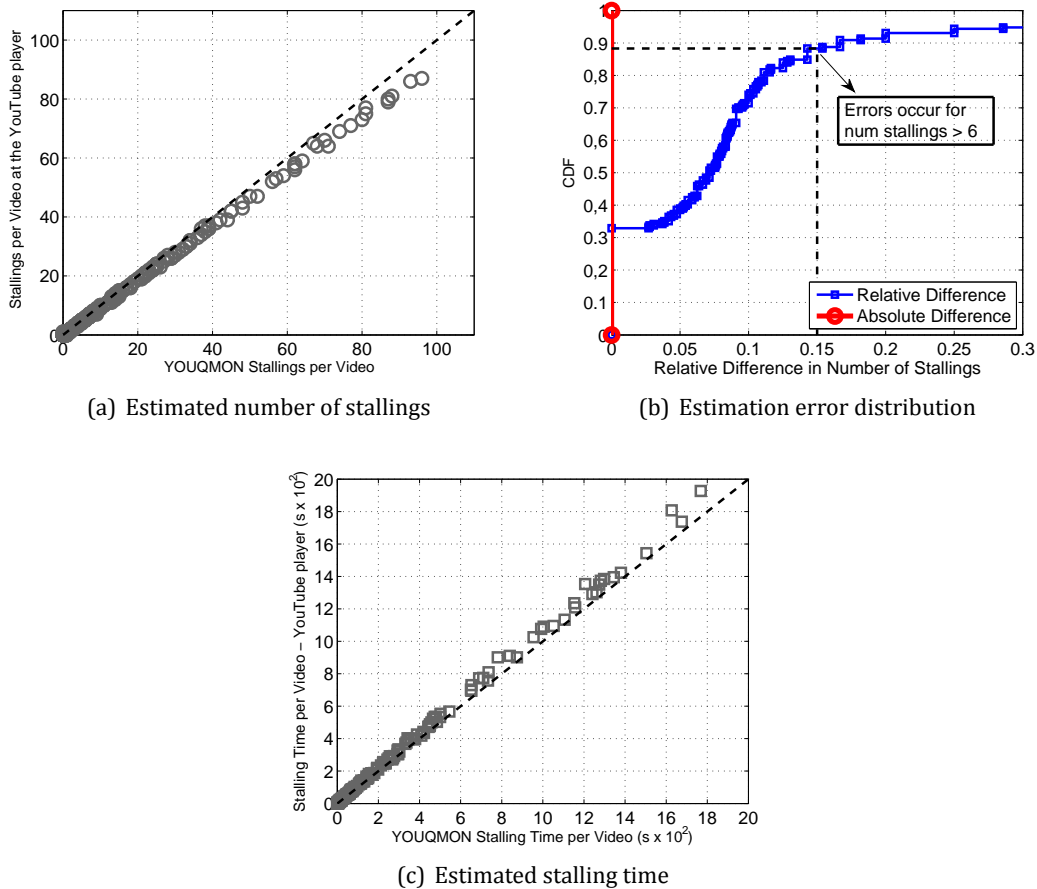 Stallings per Video at the YouTube player
110
100
80
60
40
20
0
0 20 40 60 80 100
YOUQMON Stallings per Video
(a) Estimated number of stallings
CDF
1
0.9
0.8
0.7
0.6
0.5
0.4
0.3
0,2
0.1
0
Errors occur for
num stallings > 6
Relative Difference
Absolute Difference
0 0.05 0.1 0.15 0.20 0.25 0.3
Relative Difference in Number of Stallings
(b) Estimation error distribution
Stalling Time per Video – YouTube player (s x 10²)
20
18
16
14
12
10
8
6
4
2
0
0 2 4 6 8 10 12 14 16 18 20
YOUQMON Stalling Time per Video (s x 10²)
(c) Estimated stalling time